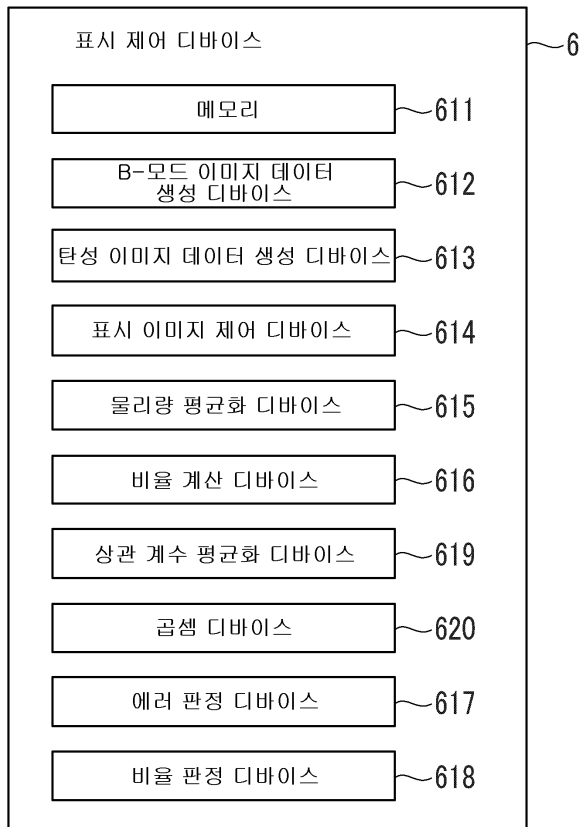 표시 제어 디바이스
6
메모리
611
B-모드 이미지 데이터
생성 디바이스
612
탄성 이미지 데이터 생성 디바이스
613
표시 이미지 제어 디바이스
614
물리량 평균화 디바이스
615
비율 계산 디바이스
616
상관 계수 평균화 디바이스
619
곱셈 디바이스
620
에러 판정 디바이스
617
비율 판정 디바이스
618